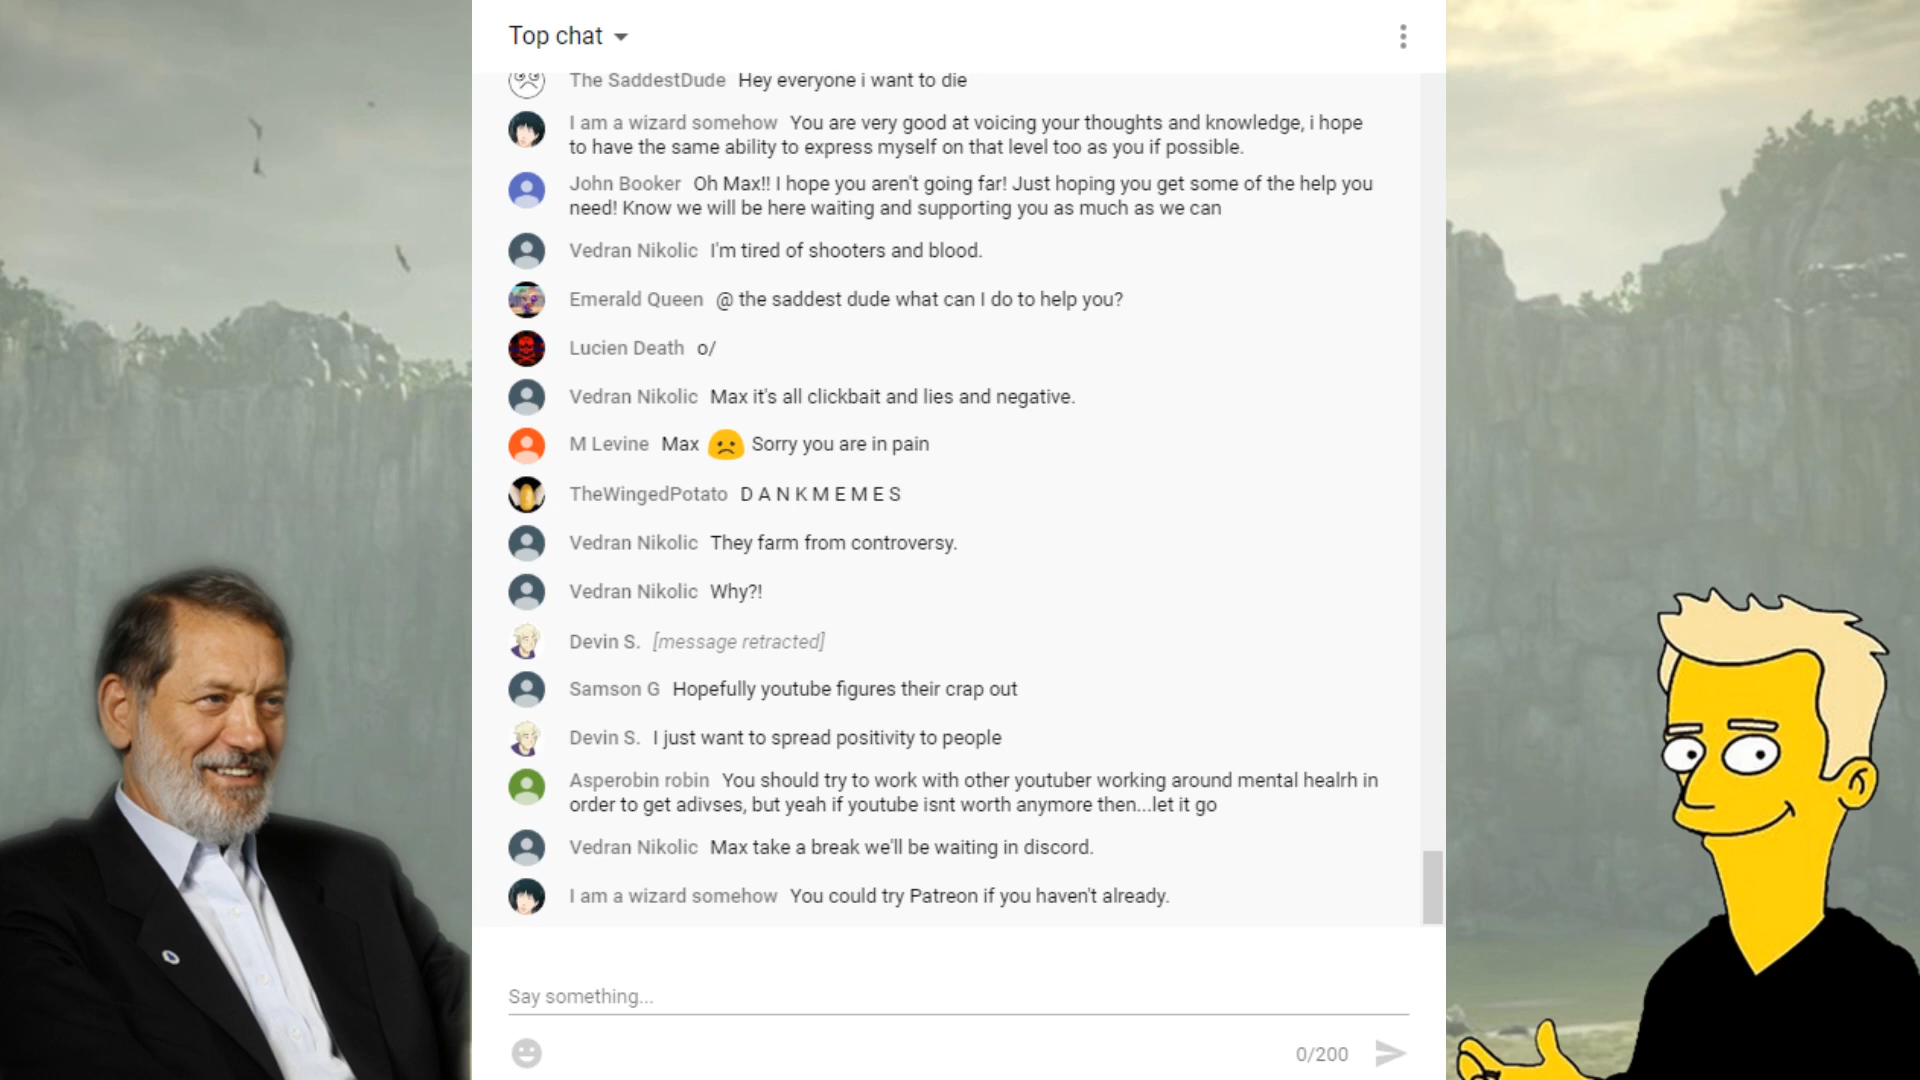 Top chat
The SaddestDude Hey everyone i want to die
I am a wizard somehow You are very good at voicing your thoughts and knowledge, i hope
to have the same ability to express myself on that level too as you if possible.
John Booker Oh Max!! I hope you aren't going far! Just hoping you get some of the help you
need! Know we will be here waiting and supporting you as much as we can
Vedran Nikolic I'm tired of shooters and blood.
Emerald Queen @ the saddest dude what can I do to help you?
Lucien Death o/
Vedran Nikolic Max it's all clickbait and lies and negative.
M Levine Max Sorry you are in pain
TheWingedPotato D A N K M E M E S
Vedran Nikolic They farm from controversy.
Vedran Nikolic Why?!
Devin S. [message retracted]
Samson G Hopefully youtube figures their crap out
Devin S. I just want to spread positivity to people
Asperobin robin You should try to work with other youtuber working around mental healrh in
order to get adivses, but yeah if youtube isnt worth anymore then...let it go
Vedran Nikolic Max take a break we'll be waiting in discord.
I am a wizard somehow You could try Patreon if you haven't already.
Say something...
0/200